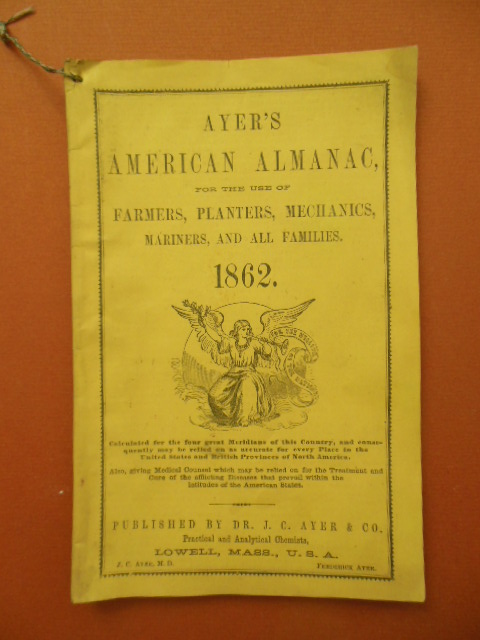 AYER'S
AMERICAN ALMANAC,
FOR THE USE OF
FARMERS, PLANTERS, MECHANICS,
MARINERS, AND ALL FAMILIES.
1862.
Calculated for the four great Meridians of this Country, and conse-
quently may be relied on as accurate for every Place in the
United States and British Provinces of North America.
Also, giving Medical Counsel which may be relied on for the Treatment and
Cure of the afflicting Diseases that prevail within the
latitudes of the American States.
PUBLISHED BY DR. J. C. AYER & CO.
Practical and Analytical Chemists,
LOWELL, MASS., U. S. A.
J. C. AYER, M. D. FREDERICK AYER.